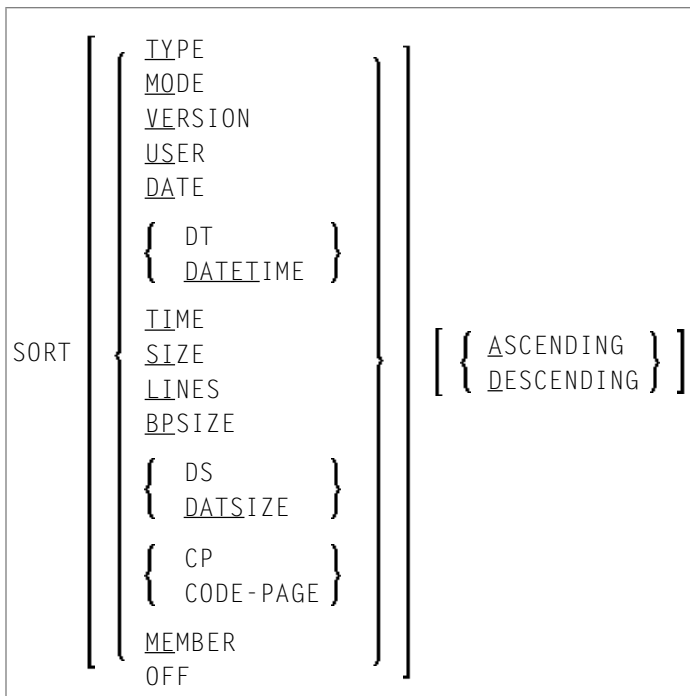 TYPE
MODE
VERSION
USER
DATE
DT
DATETIME
TIME
SORT SIZE ASCENDING
LINES DESCENDING
BPSIZE
DS
DATSIZE
CP
CODE-PAGE
MEMBER
OFF